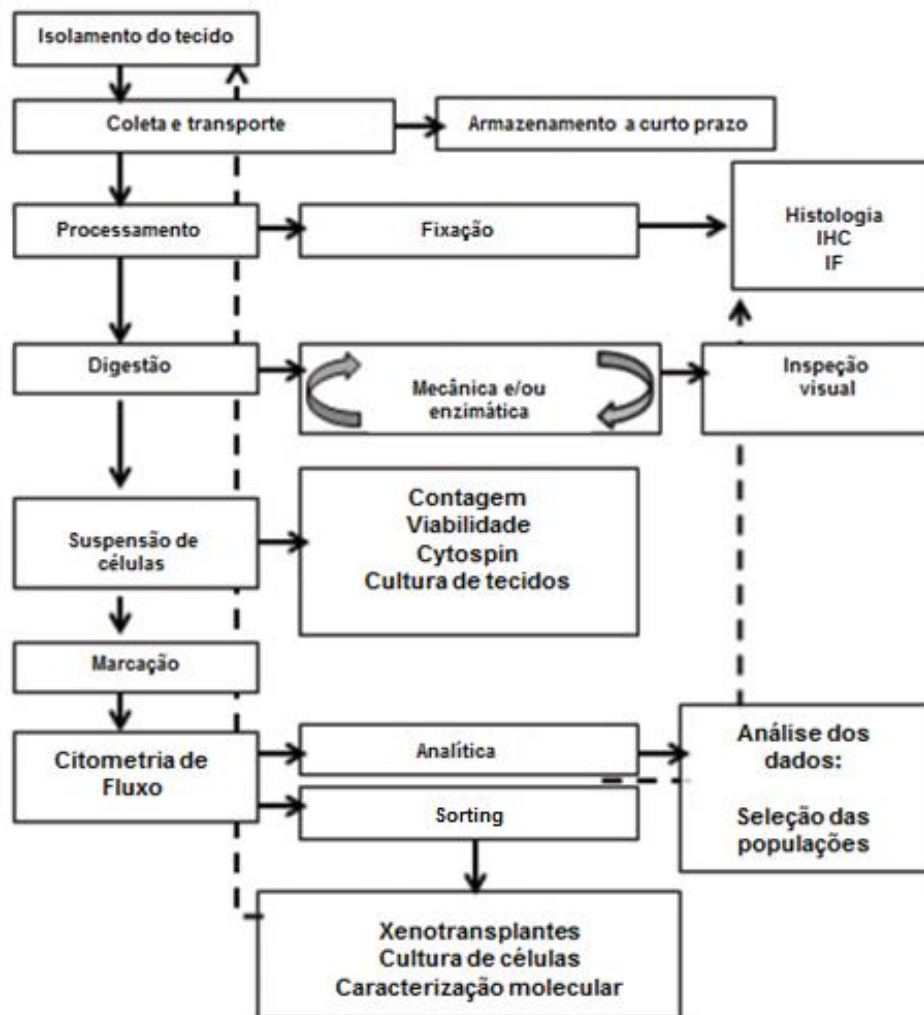 Isolamento do tecido
Coleta e transporte
Armazenamento a curto prazo
Processamento
Fixação
Histologia
IHC
IF
Digestão
Mecânica e/ou
enzimática
Inspeção
visual
Suspensão de
células
Contagem
Viabilidade
Cytospin
Cultura de tecidos
Marcação
Citometria de
Fluxo
Analítica
Sorting
Análise dos
dados:
Seleção das
populações
Xenotransplantes
Cultura de células
Caracterização molecular